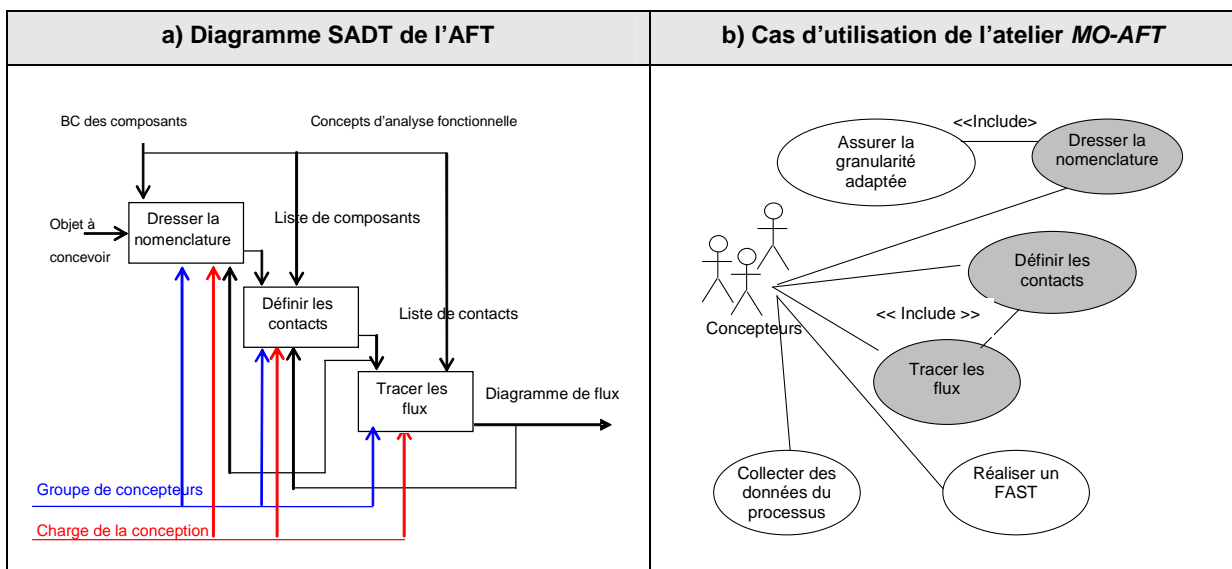 a) Diagramme SADT de l'AFT
b) Cas d'utilisation de l'atelier MO-AFT
BC des composants
Concepts d'analyse fonctionnelle
Objet à
concevoir
Dresser la
nomenclature
Liste de composants
Définir les
contacts
Liste de contacts
Tracer les
flux
Diagramme de flux
Groupe de concepteurs
Charge de la conception
<<Include>
Assurer la
granularité
adaptée
Dresser la
nomenclature
Définir les
contacts
<< Include >>
Concepteurs
Tracer les
flux
Collecter des
données du
processus
Réaliser un
FAST